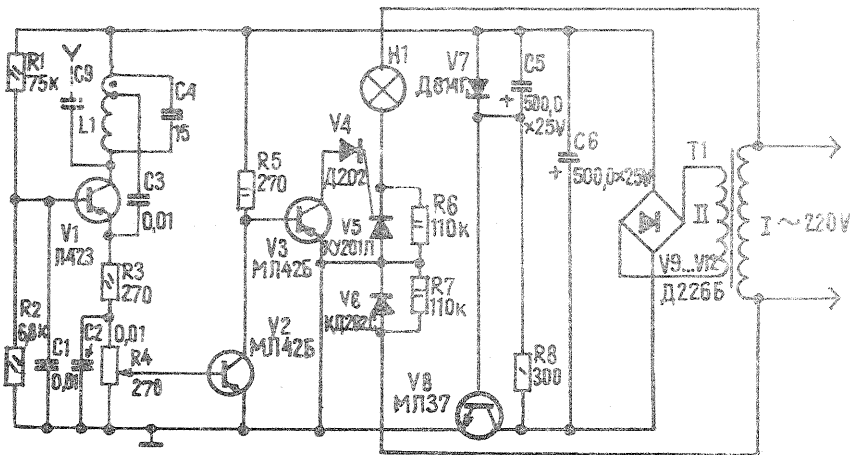 R1
75к
C9
L1
C4
15
C3
0,01
V1
П423
R3
270
R2
6,8к
C1
0,01
C2
0,01
R4
270
R5
270
V4
Д202
V3
МП42Б
V2
МП42Б
V5
КУ201Л
V6
R6
110к
R7
110к
H1
V7
Д814Г
C5
+ 500,0
×25V
C6
+ 500,0×25V
R8
300
V8
МП37
T1
II
I ~220V
V9...V12
Д226Б